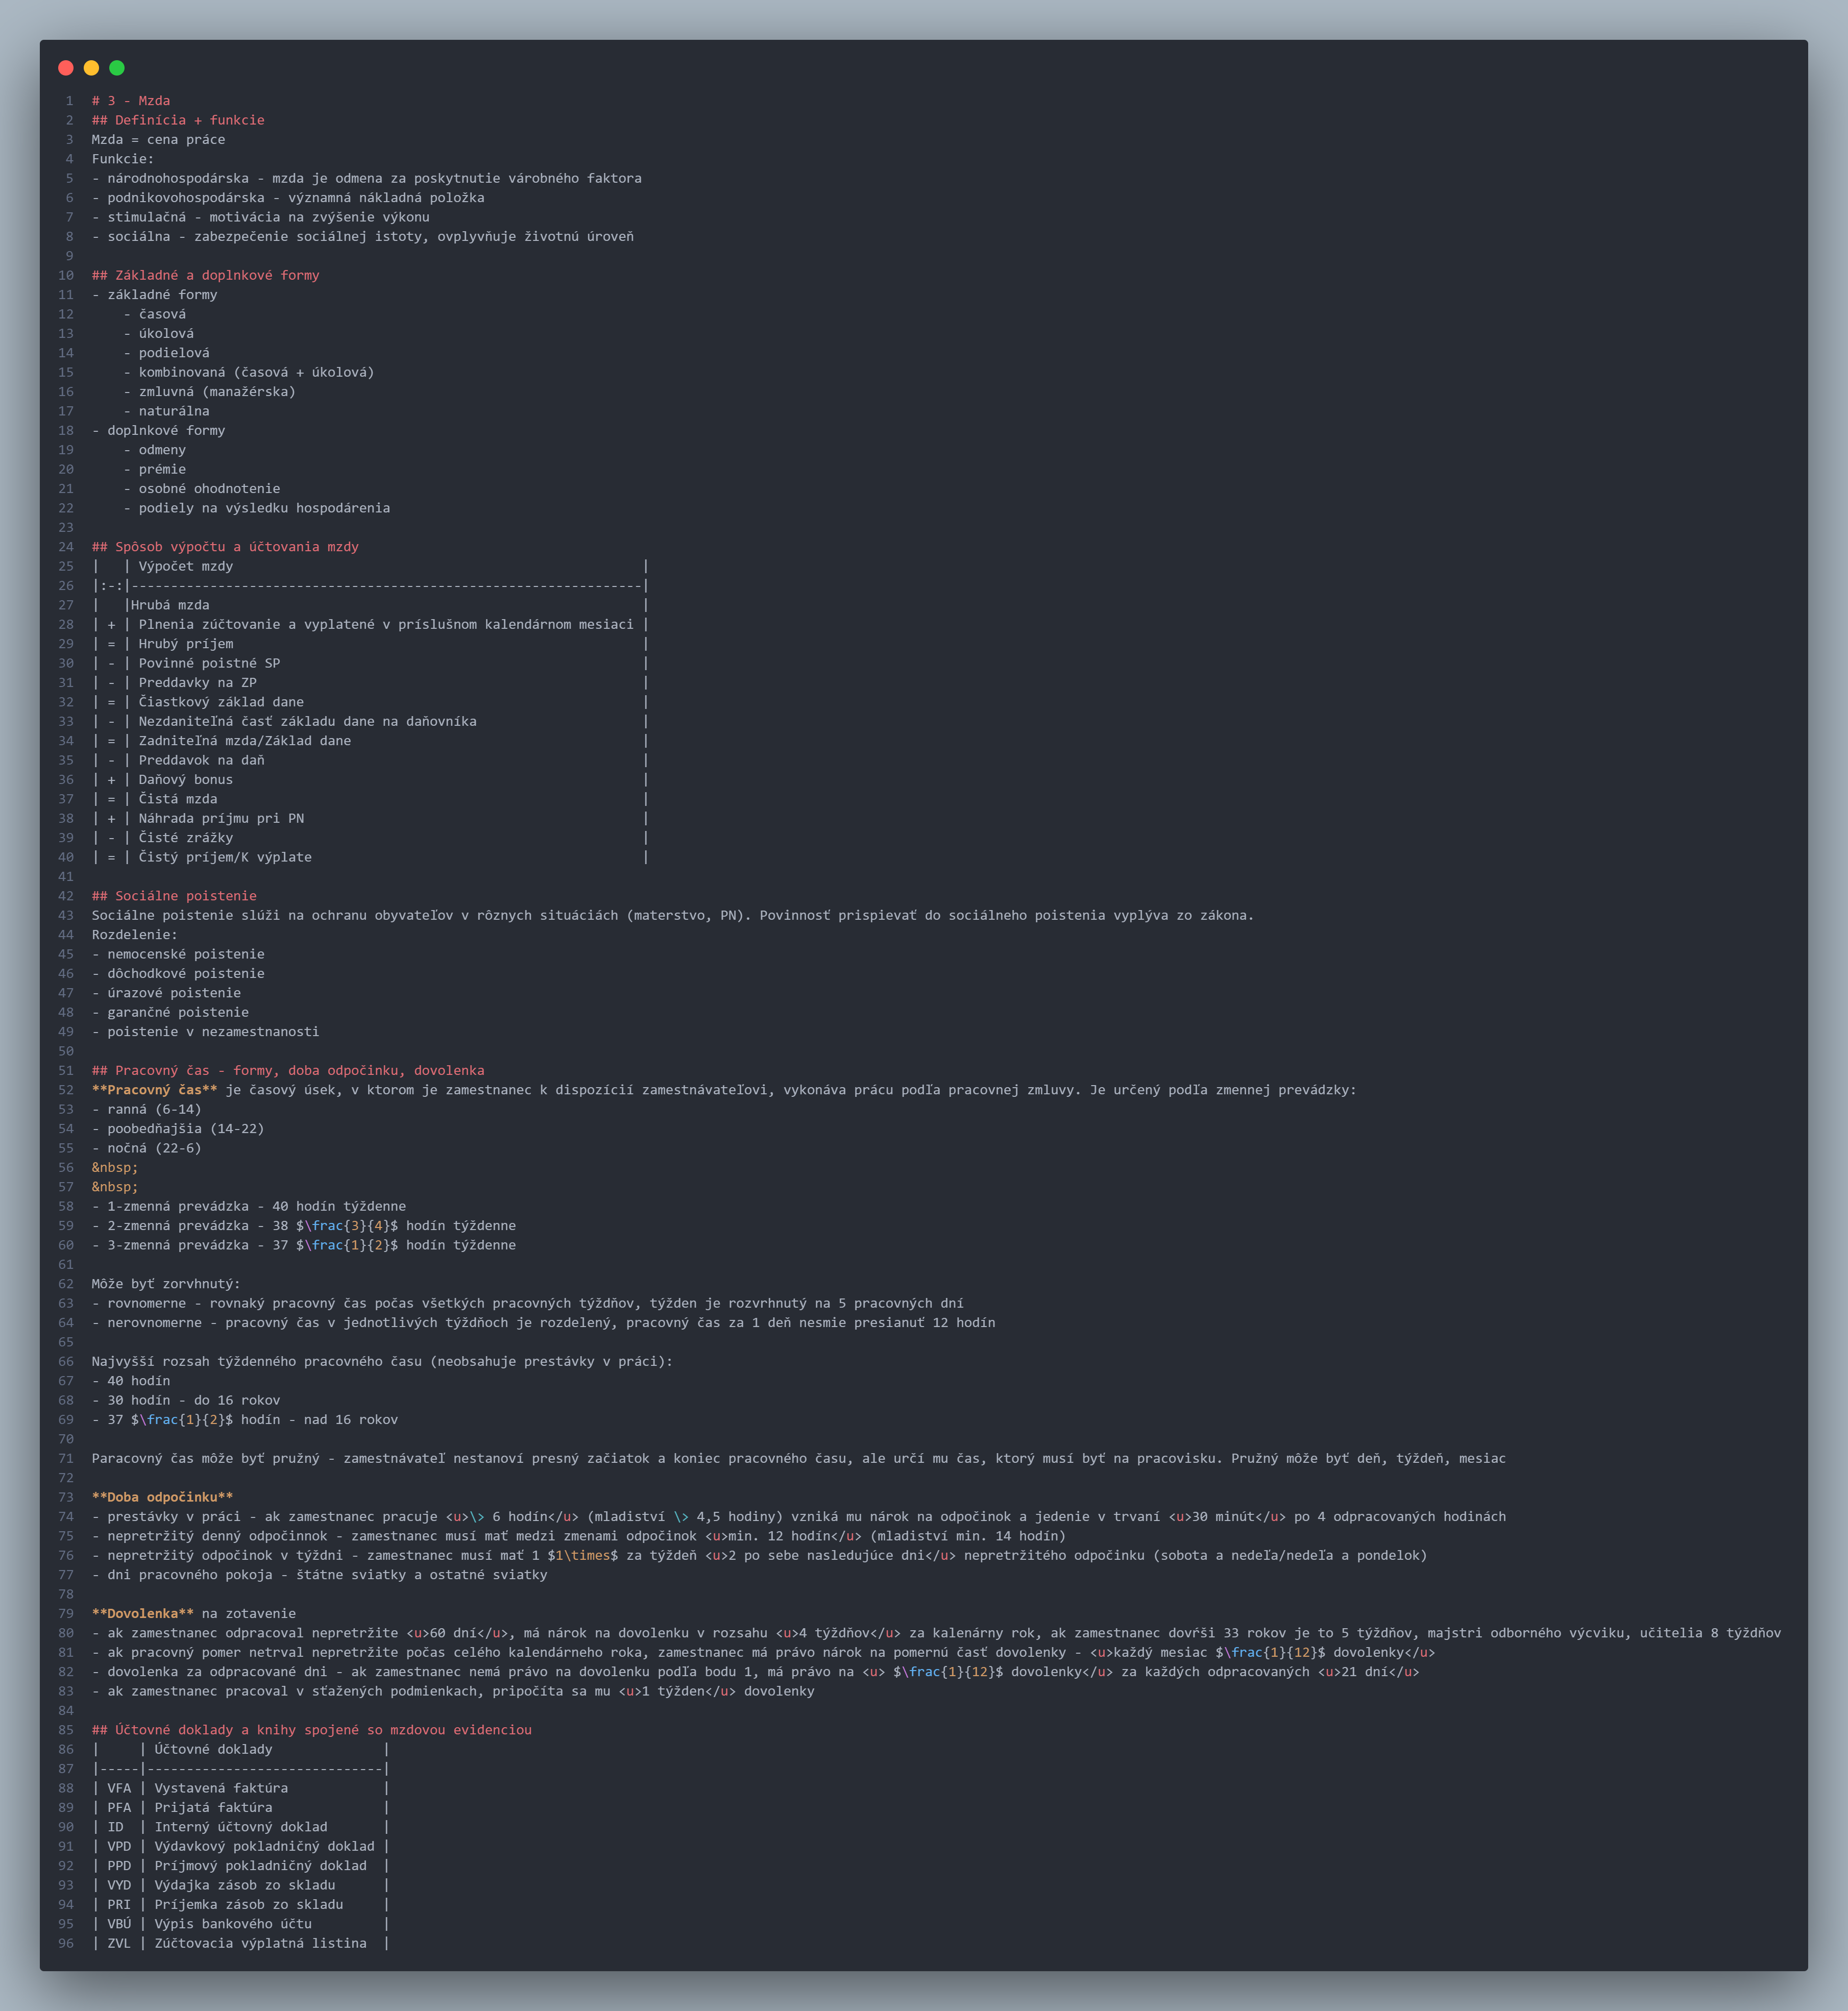 1 # 3 - Mzda
2 ## Definícia + funkcie
3 Mzda = cena práce
4 Funkcie:
5 - národnohospodárska - mzda je odmena za poskytnutie várobného faktora
6 - podnikovohospodárska - významná nákladná položka
7 - stimulačná - motivácia na zvýšenie výkonu
8 - sociálna - zabezpečenie sociálnej istoty, ovplyvňuje životnú úroveň
9
10 ## Základné a doplnkové formy
11 - základné formy
12     - časová
13     - úkolová
14     - podielová
15     - kombinovaná (časová + úkolová)
16     - zmluvná (manažérska)
17     - naturálna
18 - doplnkové formy
19     - odmeny
20     - prémie
21     - osobné ohodnotenie
22     - podiely na výsledku hospodárenia
23
24 ## Spôsob výpočtu a účtovania mzdy
25 |   | Výpočet mzdy                                                    |
26 |:-:|-----------------------------------------------------------------|
27 |   |Hrubá mzda                                                       |
28 | + | Plnenia zúčtovanie a vyplatené v príslušnom kalendárnom mesiaci |
29 | = | Hrubý príjem                                                    |
30 | - | Povinné poistné SP                                              |
31 | - | Preddavky na ZP                                                 |
32 | = | Čiastkový základ dane                                           |
33 | - | Nezdaniteľná časť základu dane na daňovníka                     |
34 | = | Zadniteľná mzda/Základ dane                                     |
35 | - | Preddavok na daň                                                |
36 | + | Daňový bonus                                                    |
37 | = | Čistá mzda                                                      |
38 | + | Náhrada príjmu pri PN                                           |
39 | - | Čisté zrážky                                                    |
40 | = | Čistý príjem/K výplate                                          |
41
42 ## Sociálne poistenie
43 Sociálne poistenie slúži na ochranu obyvateľov v rôznych situáciách (materstvo, PN). Povinnosť prispievať do sociálneho poistenia vyplýva zo zákona.
44 Rozdelenie:
45 - nemocenské poistenie
46 - dôchodkové poistenie
47 - úrazové poistenie
48 - garančné poistenie
49 - poistenie v nezamestnanosti
50
51 ## Pracovný čas - formy, doba odpočinku, dovolenka
52 **Pracovný čas** je časový úsek, v ktorom je zamestnanec k dispozícií zamestnávateľovi, vykonáva prácu podľa pracovnej zmluvy. Je určený podľa zmennej prevádzky:
53 - ranná (6-14)
54 - poobedňajšia (14-22)
55 - nočná (22-6)
56 &nbsp;
57 &nbsp;
58 - 1-zmenná prevádzka - 40 hodín týždenne
59 - 2-zmenná prevádzka - 38 $\frac{3}{4}$ hodín týždenne
60 - 3-zmenná prevádzka - 37 $\frac{1}{2}$ hodín týždenne
61
62 Môže byť zorvhnutý:
63 - rovnomerne - rovnaký pracovný čas počas všetkých pracovných týždňov, týžden je rozvrhnutý na 5 pracovných dní
64 - nerovnomerne - pracovný čas v jednotlivých týždňoch je rozdelený, pracovný čas za 1 deň nesmie presianuť 12 hodín
65
66 Najvyšší rozsah týždenného pracovného času (neobsahuje prestávky v práci):
67 - 40 hodín
68 - 30 hodín - do 16 rokov
69 - 37 $\frac{1}{2}$ hodín - nad 16 rokov
70
71 Paracovný čas môže byť pružný - zamestnávateľ nestanoví presný začiatok a koniec pracovného času, ale určí mu čas, ktorý musí byť na pracovisku. Pružný môže byť deň, týždeň, mesiac
72
73 **Doba odpočinku**
74 - prestávky v práci - ak zamestnanec pracuje <u>\> 6 hodín</u> (mladiství \> 4,5 hodiny) vzniká mu nárok na odpočinok a jedenie v trvaní <u>30 minút</u> po 4 odpracovaných hodinách
75 - nepretržitý denný odpočinnok - zamestnanec musí mať medzi zmenami odpočinok <u>min. 12 hodín</u> (mladiství min. 14 hodín)
76 - nepretržitý odpočinok v týždni - zamestnanec musí mať 1 $1\times$ za týždeň <u>2 po sebe nasledujúce dni</u> nepretržitého odpočinku (sobota a nedeľa/nedeľa a pondelok)
77 - dni pracovného pokoja - štátne sviatky a ostatné sviatky
78
79 **Dovolenka** na zotavenie
80 - ak zamestnanec odpracoval nepretržite <u>60 dní</u>, má nárok na dovolenku v rozsahu <u>4 týždňov</u> za kalenárny rok, ak zamestnanec dovŕši 33 rokov je to 5 týždňov, majstri odborného výcviku, učitelia 8 týždňov
81 - ak pracovný pomer netrval nepretržite počas celého kalendárneho roka, zamestnanec má právo nárok na pomernú časť dovolenky - <u>každý mesiac $\frac{1}{12}$ dovolenky</u>
82 - dovolenka za odpracované dni - ak zamestnanec nemá právo na dovolenku podľa bodu 1, má právo na <u> $\frac{1}{12}$ dovolenky</u> za každých odpracovaných <u>21 dní</u>
83 - ak zamestnanec pracoval v sťažených podmienkach, pripočíta sa mu <u>1 týžden</u> dovolenky
84
85 ## Účtovné doklady a knihy spojené so mzdovou evidenciou
86 |     | Účtovné doklady              |
87 |-----|------------------------------|
88 | VFA | Vystavená faktúra            |
89 | PFA | Prijatá faktúra              |
90 | ID  | Interný účtovný doklad       |
91 | VPD | Výdavkový pokladničný doklad |
92 | PPD | Príjmový pokladničný doklad  |
93 | VYD | Výdajka zásob zo skladu      |
94 | PRI | Príjemka zásob zo skladu     |
95 | VBÚ | Výpis bankového účtu         |
96 | ZVL | Zúčtovacia výplatná listina  |